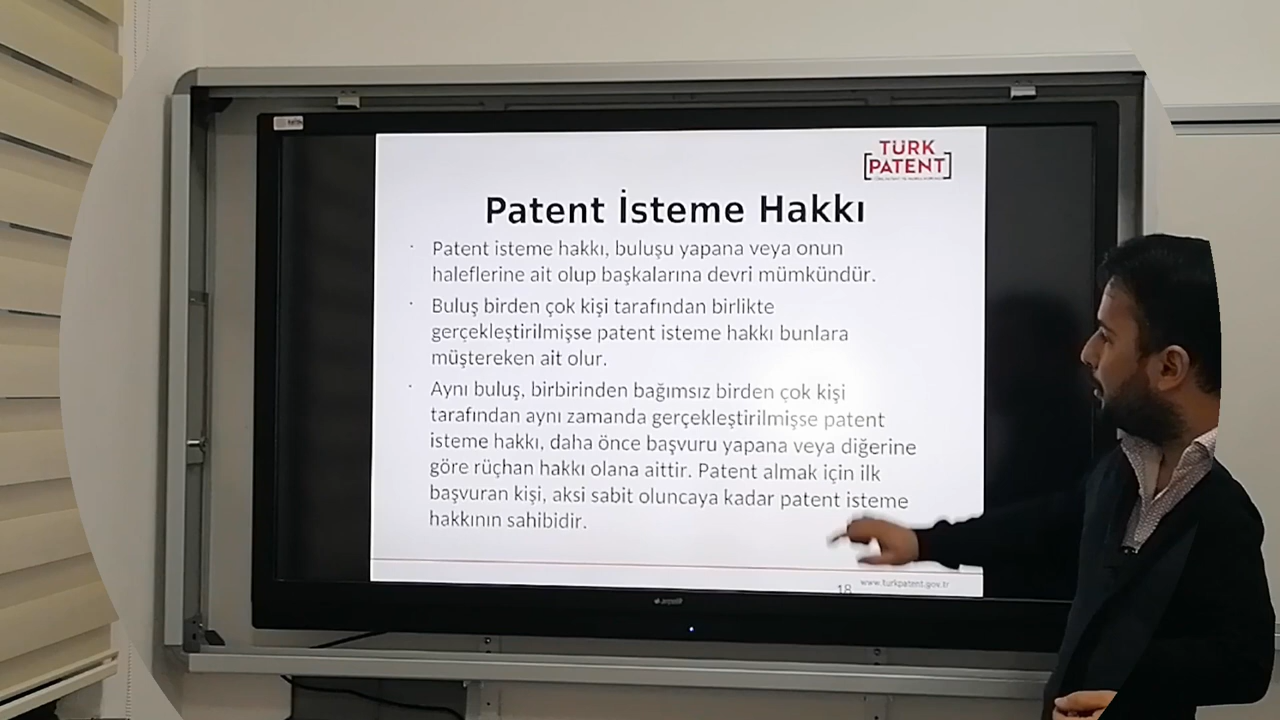 TÜRK
PATENT
Patent İsteme Hakkı
· Patent isteme hakkı, buluşu yapana veya onun
haleflerine ait olup başkalarına devri mümkündür.
· Buluş birden çok kişi tarafından birlikte
gerçekleştirilmişse patent isteme hakkı bunlara
müştereken ait olur.
· Aynı buluş, birbirinden bağımsız birden çok kişi
tarafından aynı zamanda gerçekleştirilmişse patent
isteme hakkı, daha önce başvuru yapana veya diğerine
göre rüçhan hakkı olana aittir. Patent almak için ilk
başvuran kişi, aksi sabit oluncaya kadar patent isteme
hakkının sahibidir.
18
www.turkpatent.gov.tr